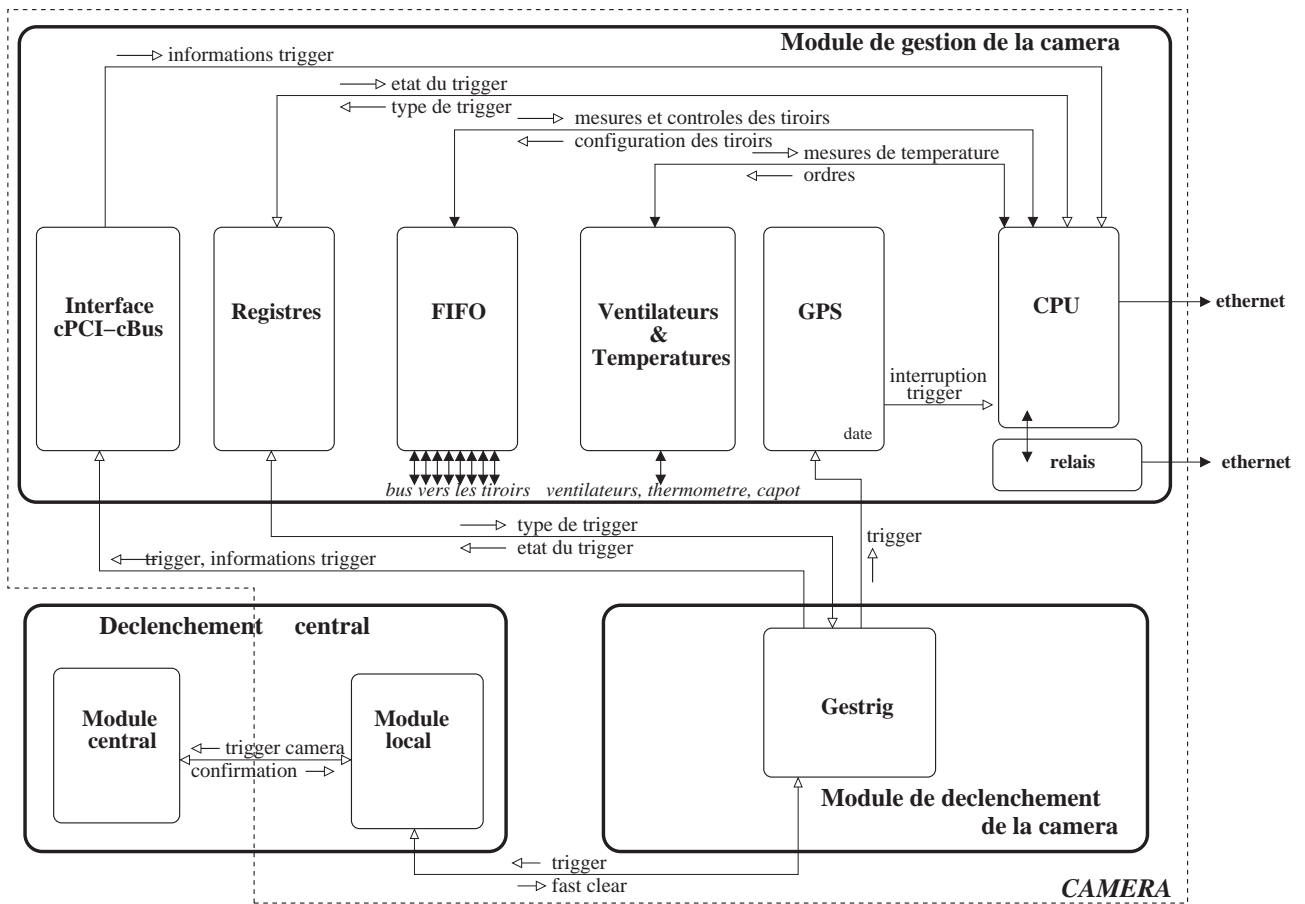 Module de gestion de la camera
informations trigger
etat du trigger
type de trigger
mesures et controles des tiroirs
configuration des tiroirs
mesures de temperature
ordres
Interface
cPCI−cBus
Registres
FIFO
Ventilateurs
&
Temperatures
GPS
date
CPU
ethernet
interruption
trigger
relais
ethernet
bus vers les tiroirs
ventilateurs, thermometre, capot
type de trigger
etat du trigger
trigger, informations trigger
trigger
Declenchement central
Module
central
Module
local
trigger camera
confirmation
Gestrig
Module de declenchement
de la camera
trigger
fast clear
CAMERA